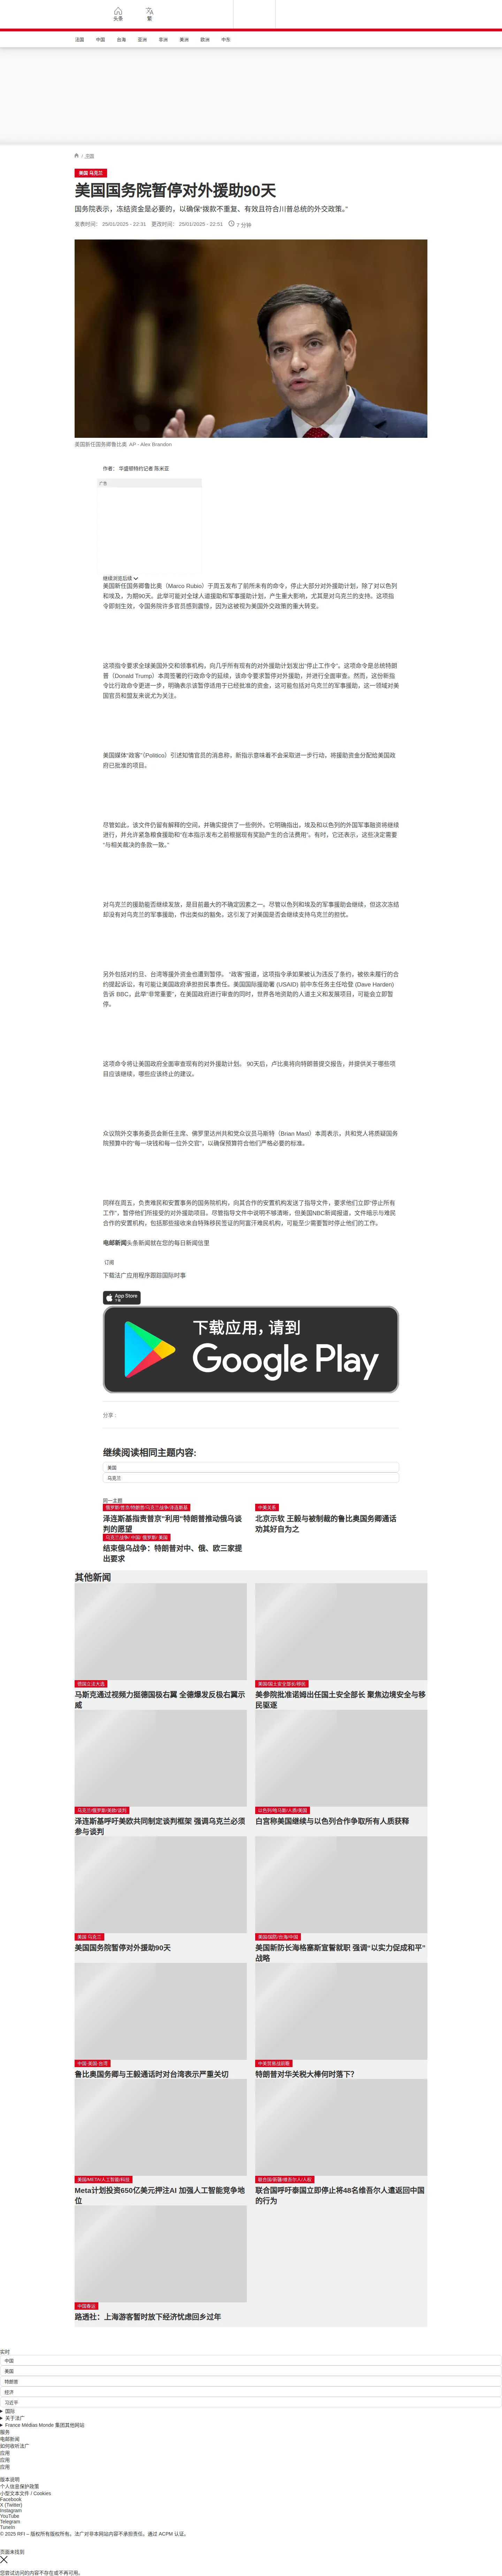 头条
繁
法国
中国
台海
亚洲
非洲
美洲
欧洲
中东
/ 法国
美国 乌克兰
美国国务院暂停对外援助90天
国务院表示，冻结资金是必要的，以确保“拨款不重复、有效且符合川普总统的外交政策。”
发表时间： 25/01/2025 - 22:31 更改时间： 25/01/2025 - 22:51 7 分钟
美国新任国务卿鲁比奥 AP - Alex Brandon
作者： 华盛顿特约记者 陈米亚
广告
继续浏览后续
美国新任国务卿鲁比奥（Marco Rubio）于周五发布了前所未有的命令，停止大部分对外援助计划，除了对以色列
和埃及，为期90天。此举可能对全球人道援助和军事援助计划，产生重大影响，尤其是对乌克兰的支持。这项指
令即刻生效，令国务院许多官员感到震惊，因为这被视为美国外交政策的重大转变。
这项指令要求全球美国外交和领事机构，向几乎所有现有的对外援助计划发出“停止工作令”。这项命令是总统特朗
普（Donald Trump）本周签署的行政命令的延续，该命令要求暂停对外援助，并进行全面审查。然而，这份新指
令比行政命令更进一步，明确表示该暂停适用于已经批准的资金，这可能包括对乌克兰的军事援助，这一领域对美
国官员和盟友来说尤为关注。
美国媒体“政客”（Politico）引述知情官员的消息称，新指示意味着不会采取进一步行动，将援助资金分配给美国政
府已批准的项目。
尽管如此，该文件仍留有解释的空间，并确实提供了一些例外。它明确指出，埃及和以色列的外国军事融资将继续
进行，并允许紧急粮食援助和“在本指示发布之前根据现有奖励产生的合法费用”。有时，它还表示，这些决定需要
“与相关裁决的条款一致。”
对乌克兰的援助能否继续发放，是目前最大的不确定因素之一。尽管以色列和埃及的军事援助会继续，但这次冻结
却没有对乌克兰的军事援助，作出类似的豁免，这引发了对美国是否会继续支持乌克兰的担忧。
另外包括对约旦、台湾等援外资金也遭到暂停。 “政客”报道，这项指令承如果被认为违反了条约，被依未履行的合
约提起诉讼，有可能让美国政府承担担民事责任。美国国际援助署 (USAID) 前中东任务主任哈登 (Dave Harden)
告诉 BBC，此举“非常重要”，在美国政府进行审查的同时，世界各地资助的人道主义和发展项目，可能会立即暂
停。
这项命令将让美国政府全面审查现有的对外援助计划。 90天后，卢比奥将向特朗普提交报告，并提供关于哪些项
目应该继续，哪些应该终止的建议。
众议院外交事务委员会新任主席、佛罗里达州共和党众议员马斯特（Brian Mast）本周表示，共和党人将质疑国务
院预算中的“每一块钱和每一位外交官”，以确保预算符合他们严格必要的标准。
同样在周五，负责难民和安置事务的国务院机构，向其合作的安置机构发送了指导文件，要求他们立即“停止所有
工作”，暂停他们所接受的对外援助项目。尽管指导文件中说明不够清晰，但美国NBC新闻报道，文件暗示与难民
合作的安置机构，包括那些接收来自特殊移民签证的阿富汗难民机构，可能至少需要暂时停止他们的工作。
电邮新闻头条新闻就在您的每日新闻信里
订阅
下载法广应用程序跟踪国际时事
App Store
下载应用，请到
Google Play
分享 :
继续阅读相同主题内容:
美国
乌克兰
同一主题
俄罗斯/普京/特朗普/乌克兰战争/泽连斯基
泽连斯基指责普京"利用"特朗普推动俄乌谈
判的愿望
中美关系
北京示软 王毅与被制裁的鲁比奥国务卿通话
劝其好自为之
乌克兰战争/ 中国/ 俄罗斯/ 美国
结束俄乌战争：特朗普对中、俄、欧三家提
出要求
其他新闻
德国立法大选
马斯克通过视频力挺德国极右翼 全德爆发反极右翼示
威
美国/国土安全部长/移民
美参院批准诺姆出任国土安全部长 聚焦边境安全与移
民驱逐
乌克兰/俄罗斯/美欧/谈判
泽连斯基呼吁美欧共同制定谈判框架 强调乌克兰必须
参与谈判
以色列/哈马斯/人质/美国
白宫称美国继续与以色列合作争取所有人质获释
美国 乌克兰
美国国务院暂停对外援助90天
美国/国防/台海/中国
美国新防长海格塞斯宣誓就职 强调“以实力促成和平”
战略
中国-美国-台湾
鲁比奥国务卿与王毅通话时对台湾表示严重关切
中美贸易战前瞻
特朗普对华关税大棒何时落下?
美国/META/人工智能/科技
Meta计划投资650亿美元押注AI 加强人工智能竞争地
位
联合国/新疆/维吾尔人/人权
联合国呼吁泰国立即停止将48名维吾尔人遣返回中国
的行为
中国春运
路透社：上海游客暂时放下经济忧虑回乡过年
实时
中国
美国
特朗普
经济
习近平
国际
关于法广
France Médias Monde 集团其他网站
服务
电邮新闻
如何收听法广
应用
应用
应用
版本说明
个人信息保护政策
小型文本文件 / Cookies
Facebook
X (Twitter)
Instagram
YouTube
Telegram
TuneIn
© 2025 RFI – 版权所有版权所有。法广对非本网站内容不承担责任。通过 ACPM 认证。
页面未找到
您尝试访问的内容不存在或不再可用。